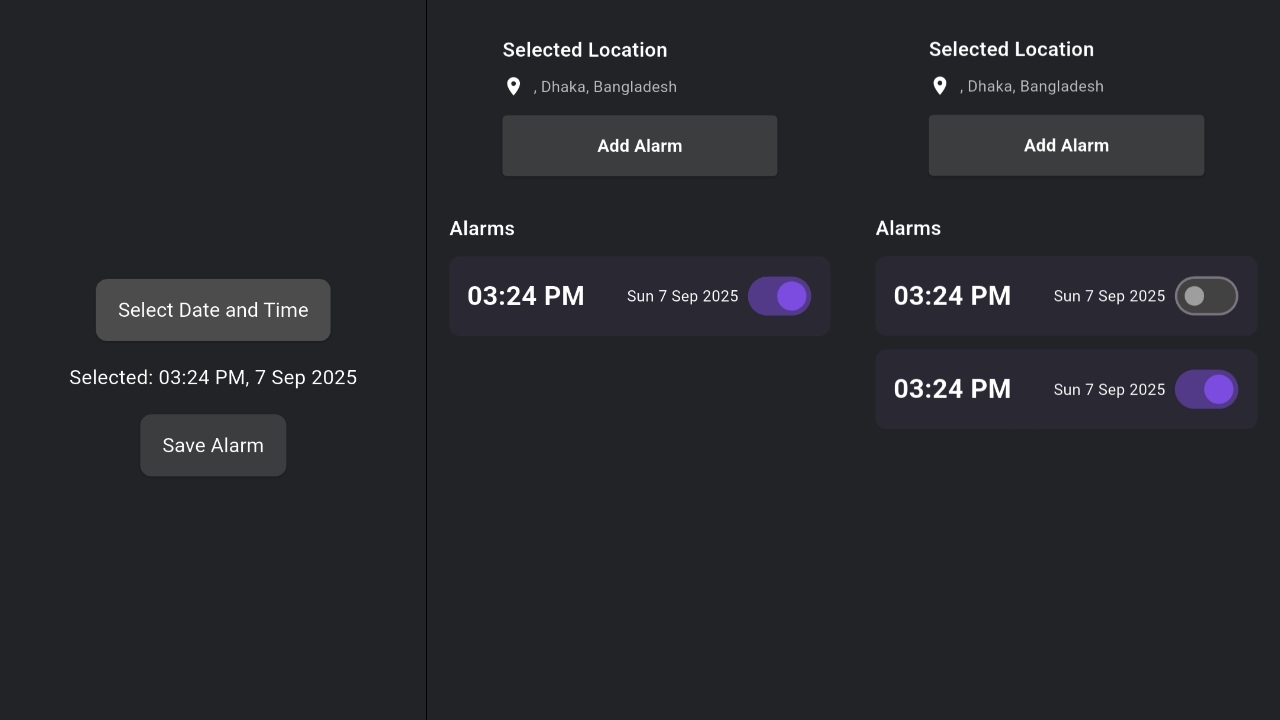 Select Date and Time
Selected: 03:24 PM, 7 Sep 2025
Save Alarm
Selected Location
, Dhaka, Bangladesh
Add Alarm
Alarms
03:24 PM Sun 7 Sep 2025
Selected Location
, Dhaka, Bangladesh
Add Alarm
Alarms
03:24 PM Sun 7 Sep 2025
03:24 PM Sun 7 Sep 2025